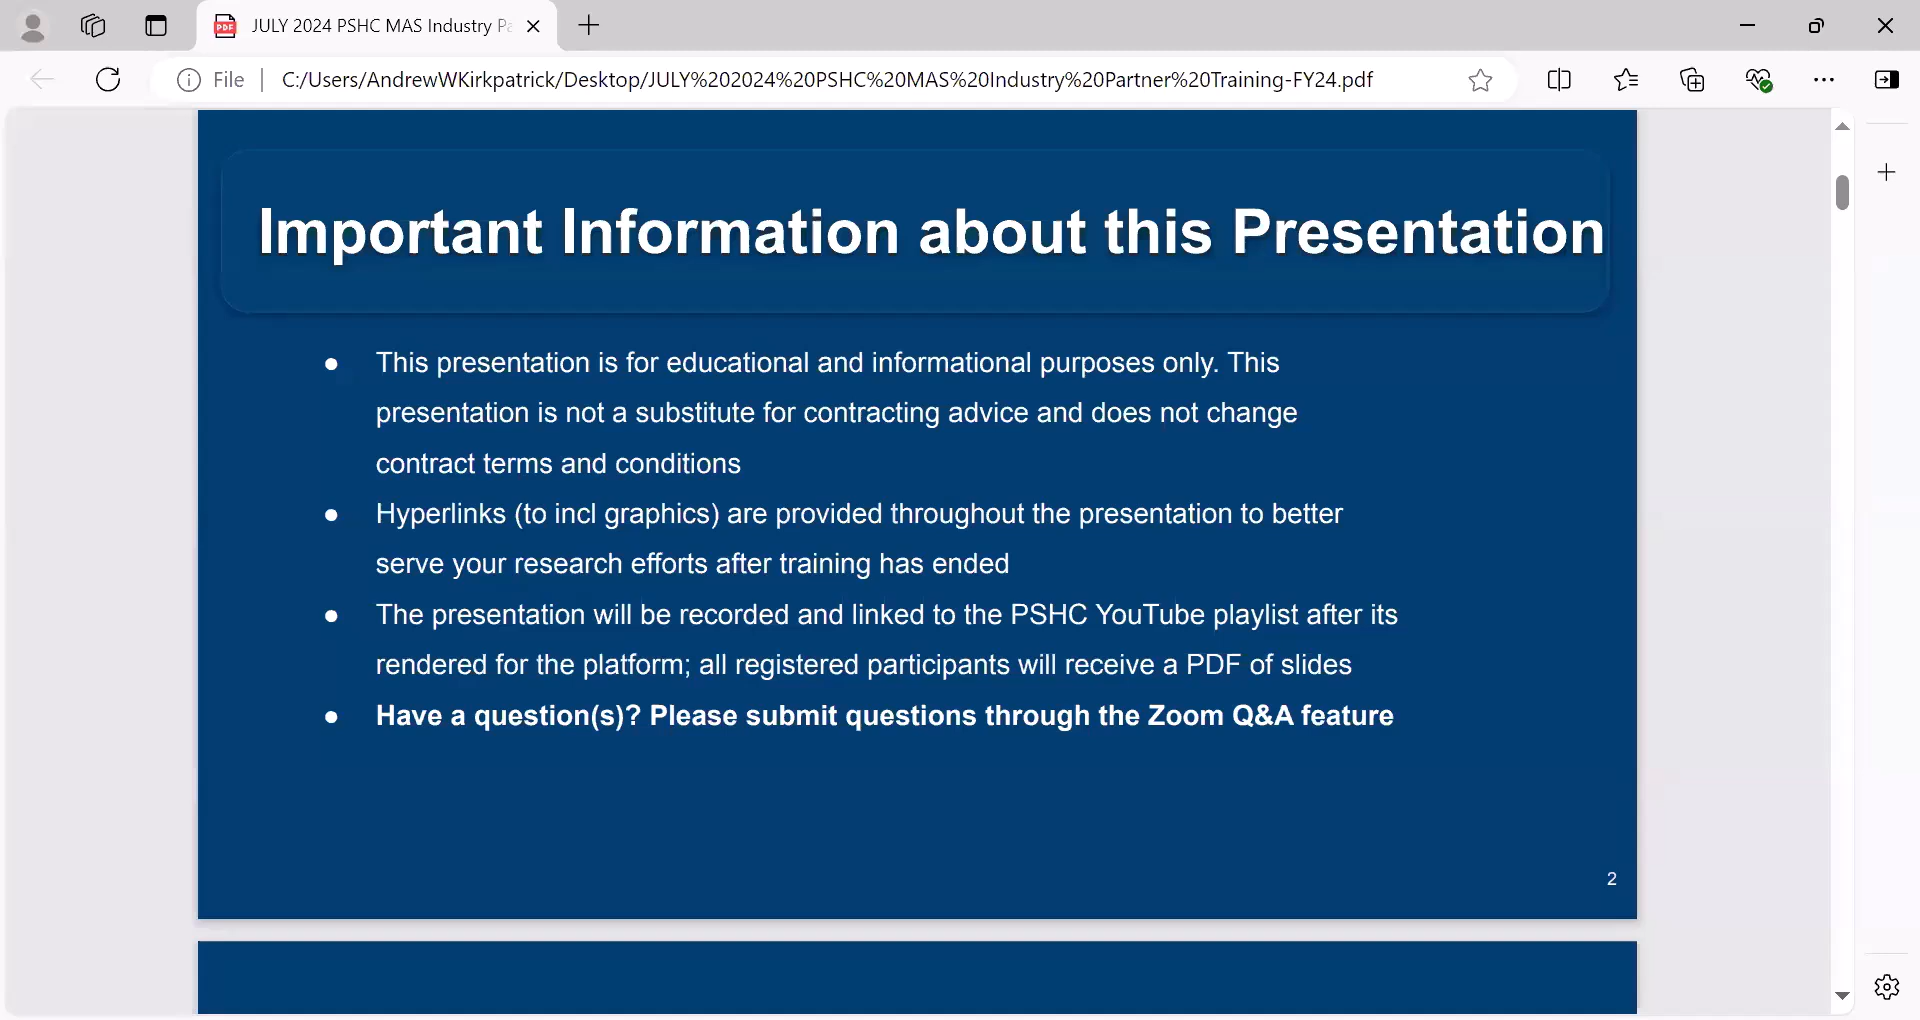 JULY 2024 PSHC MAS Industry Pa
File
C:/Users/AndrewWKirkpatrick/Desktop/JULY%202024%20PSHC%20MAS%20Industry%20Partner%20Training-FY24.pdf
Important Information about this Presentation
● This presentation is for educational and informational purposes only. This
presentation is not a substitute for contracting advice and does not change
contract terms and conditions
● Hyperlinks (to incl graphics) are provided throughout the presentation to better
serve your research efforts after training has ended
● The presentation will be recorded and linked to the PSHC YouTube playlist after its
rendered for the platform; all registered participants will receive a PDF of slides
● Have a question(s)? Please submit questions through the Zoom Q&A feature
2